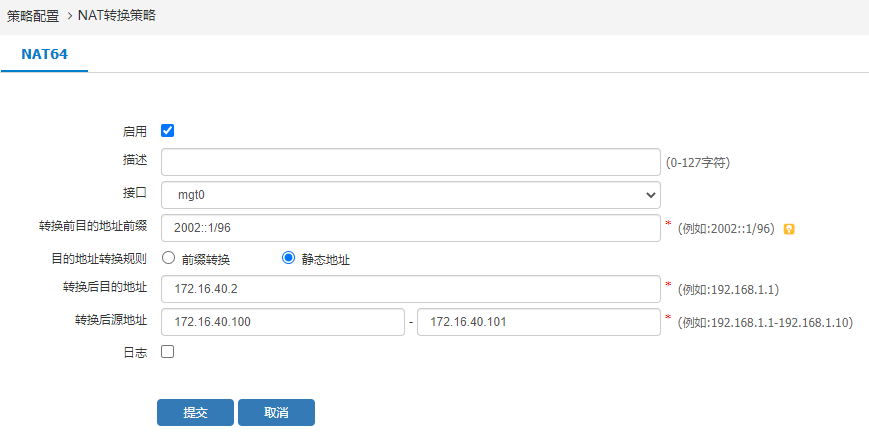 策略配置 > NAT转换策略
NAT64
启用
描述 (0-127字符)
接口 mgt0
转换前目的地址前缀 2002::1/96 * (例如:2002::1/96)
目的地址转换规则 前缀转换 静态地址
转换后目的地址 172.16.40.2 * (例如:192.168.1.1)
转换后源地址 172.16.40.100 - 172.16.40.101 * (例如:192.168.1.1-192.168.1.10)
日志
提交 取消